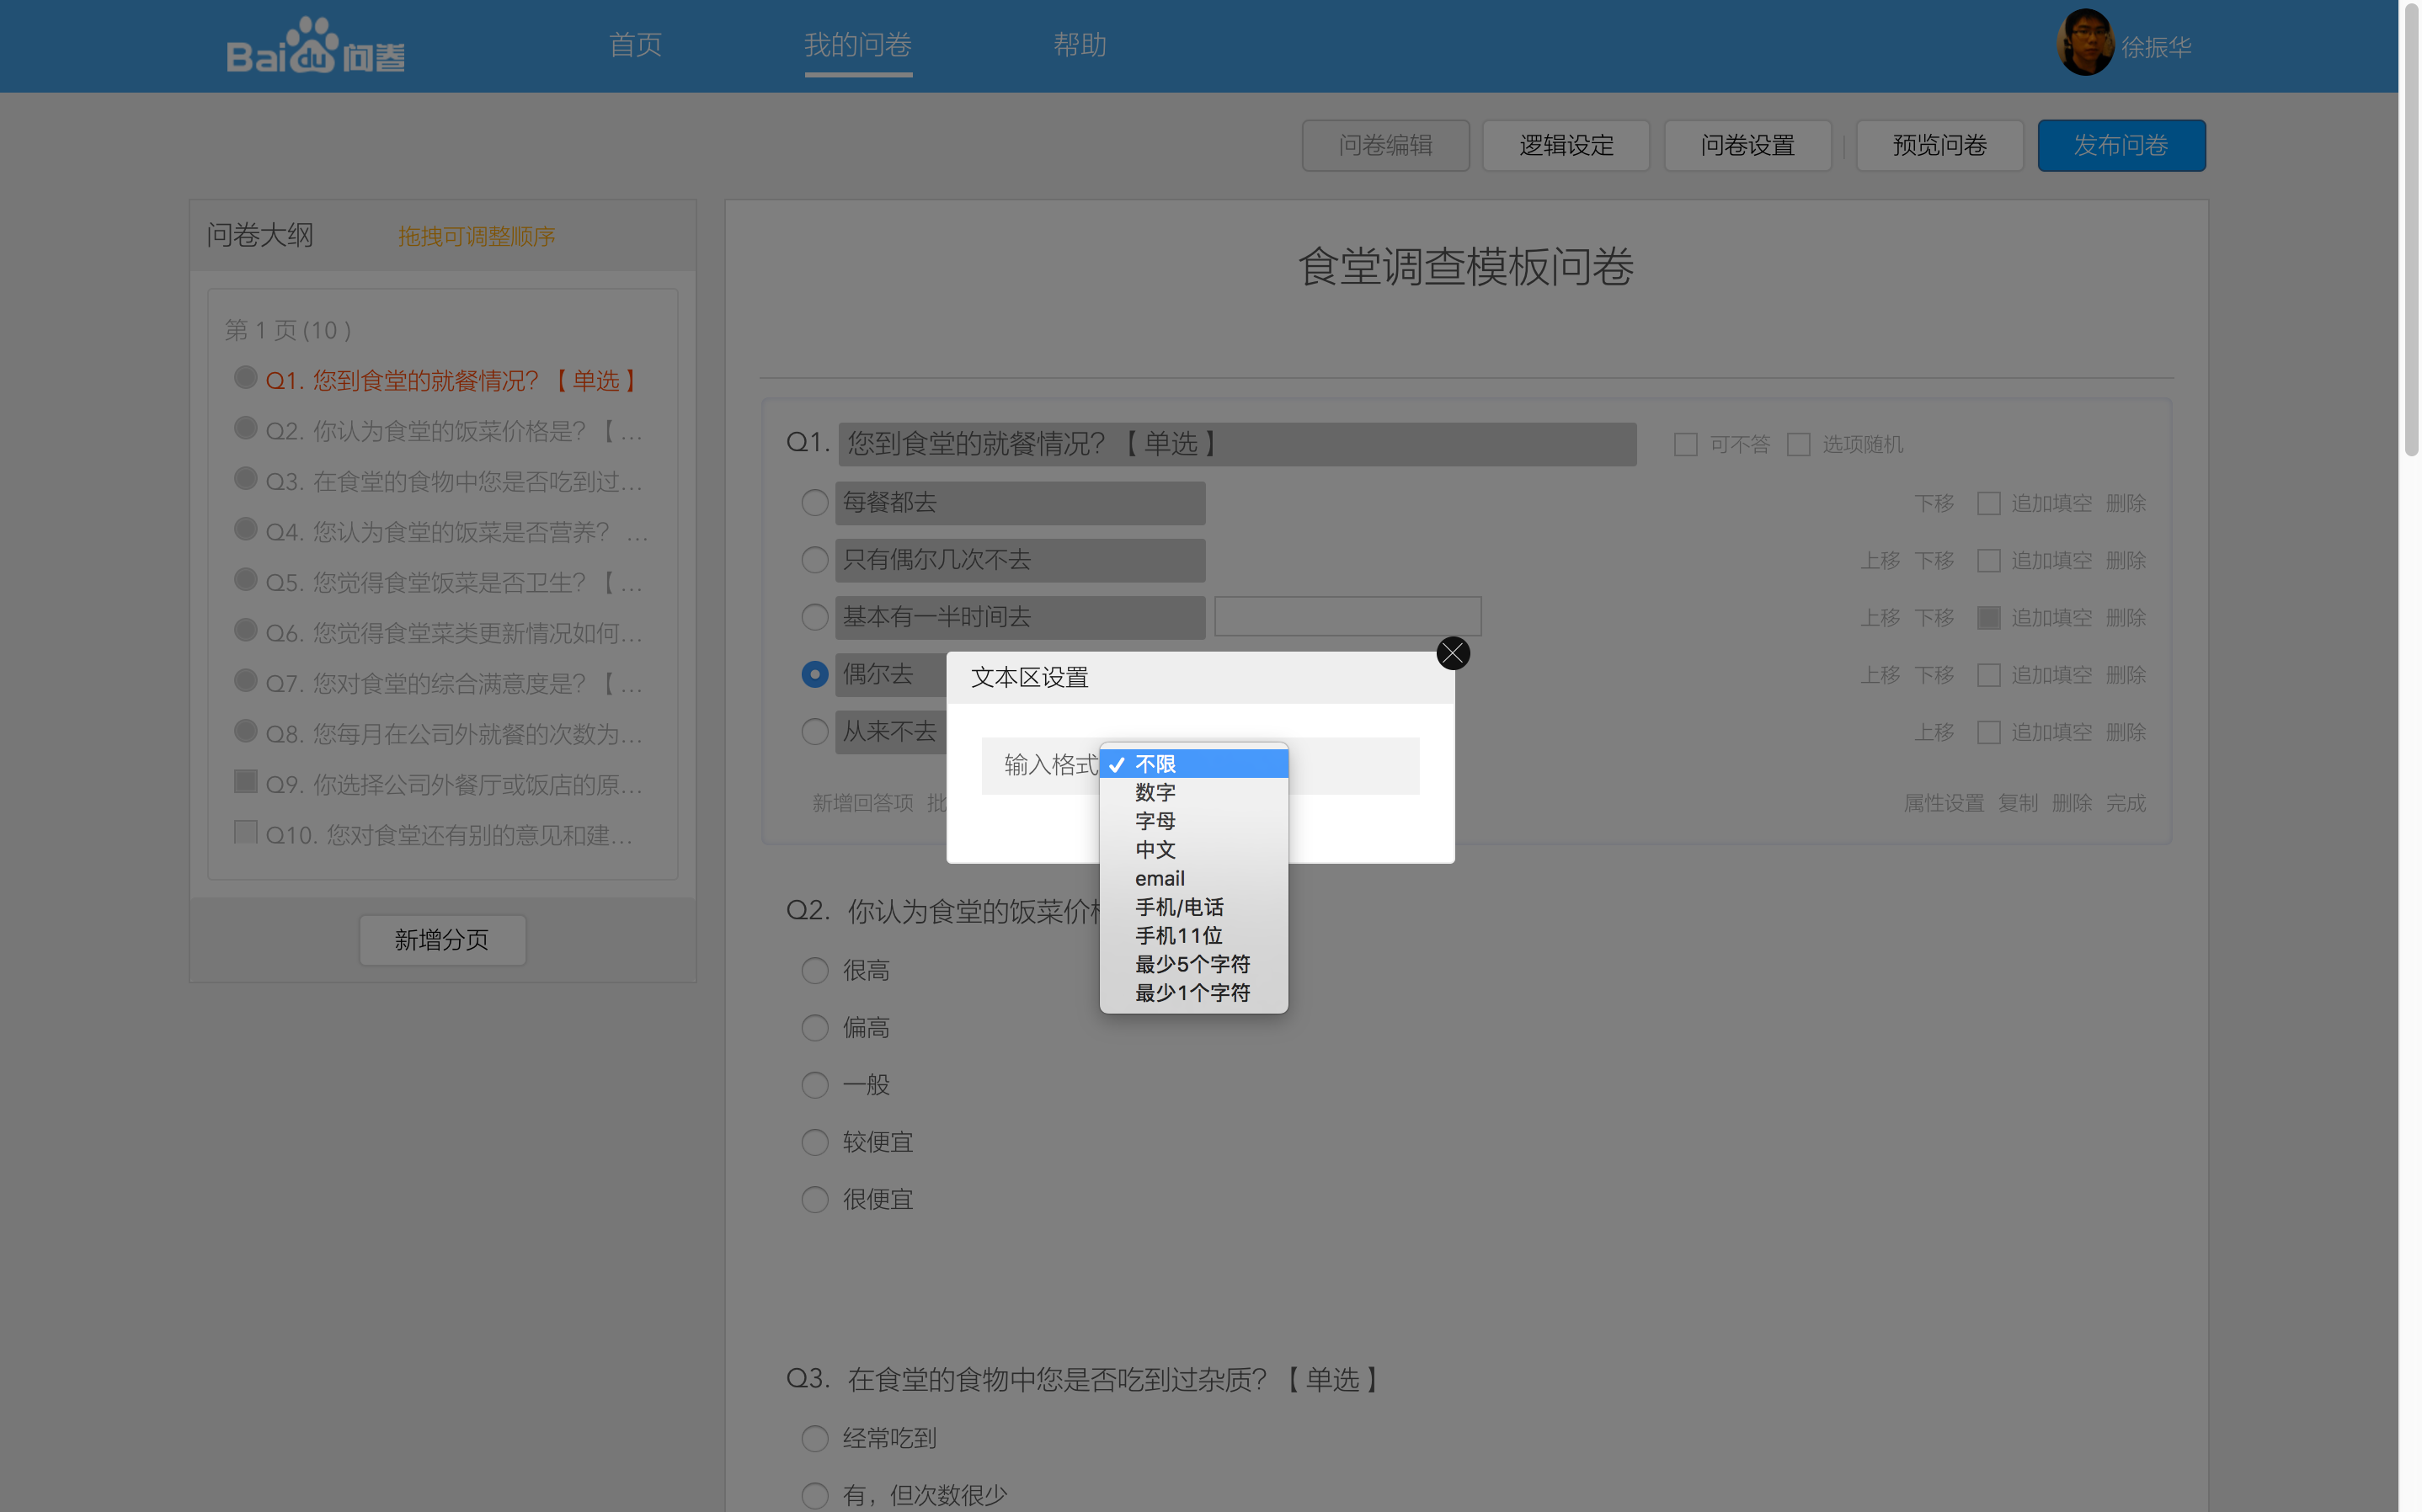 Baidu问卷
首页
我的问卷
帮助
徐振华
问卷编辑
逻辑设定
问卷设置
预览问卷
发布问卷
问卷大纲
拖拽可调整顺序
第 1 页 (10 )
Q1. 您到食堂的就餐情况?【 单选 】
Q2. 你认为食堂的饭菜价格是?【 ...
Q3. 在食堂的食物中您是否吃到过...
Q4. 您认为食堂的饭菜是否营养? ...
Q5. 您觉得食堂饭菜是否卫生?【 ...
Q6. 您觉得食堂菜类更新情况如何...
Q7. 您对食堂的综合满意度是?【 ...
Q8. 您每月在公司外就餐的次数为...
Q9. 你选择公司外餐厅或饭店的原...
Q10. 您对食堂还有别的意见和建...
新增分页
食堂调查模板问卷
Q1. 您到食堂的就餐情况?【 单选 】 可不答 选项随机
每餐都去 下移 追加填空 删除
只有偶尔几次不去 上移 下移 追加填空 删除
基本有一半时间去 上移 下移 追加填空 删除
偶尔去 上移 下移 追加填空 删除
从来不去 上移 追加填空 删除
新增回答项 批
属性设置 复制 删除 完成
文本区设置
输入格式
不限
数字
字母
中文
email
手机/电话
手机11位
最少5个字符
最少1个字符
Q2. 你认为食堂的饭菜价
很高
偏高
一般
较便宜
很便宜
Q3. 在食堂的食物中您是否吃到过杂质?【 单选 】
经常吃到
有，但次数很少